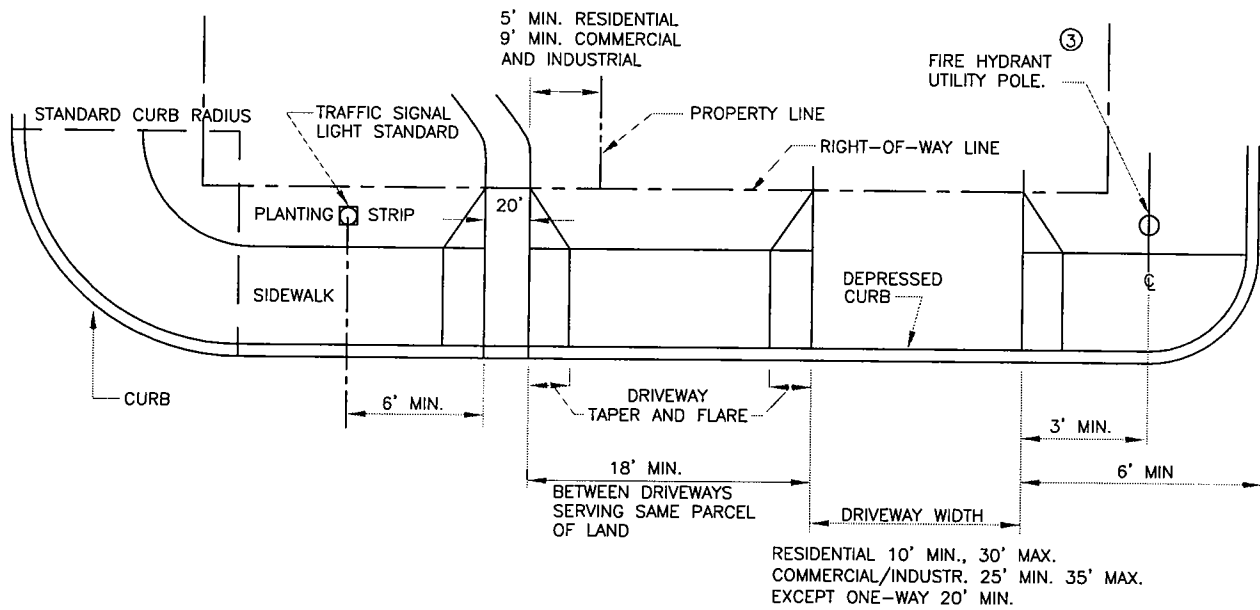 5' MIN. RESIDENTIAL
9' MIN. COMMERCIAL
AND INDUSTRIAL
③
FIRE HYDRANT
UTILITY POLE.
STANDARD CURB RADIUS
TRAFFIC SIGNAL
LIGHT STANDARD
PROPERTY LINE
RIGHT-OF-WAY LINE
PLANTING STRIP
20'
SIDEWALK
DEPRESSED
CURB
℄
CURB
6' MIN.
DRIVEWAY
TAPER AND FLARE
3' MIN.
18' MIN.
BETWEEN DRIVEWAYS
SERVING SAME PARCEL
OF LAND
6' MIN
DRIVEWAY WIDTH
RESIDENTIAL 10' MIN., 30' MAX.
COMMERCIAL/INDUSTR. 25' MIN. 35' MAX.
EXCEPT ONE-WAY 20' MIN.